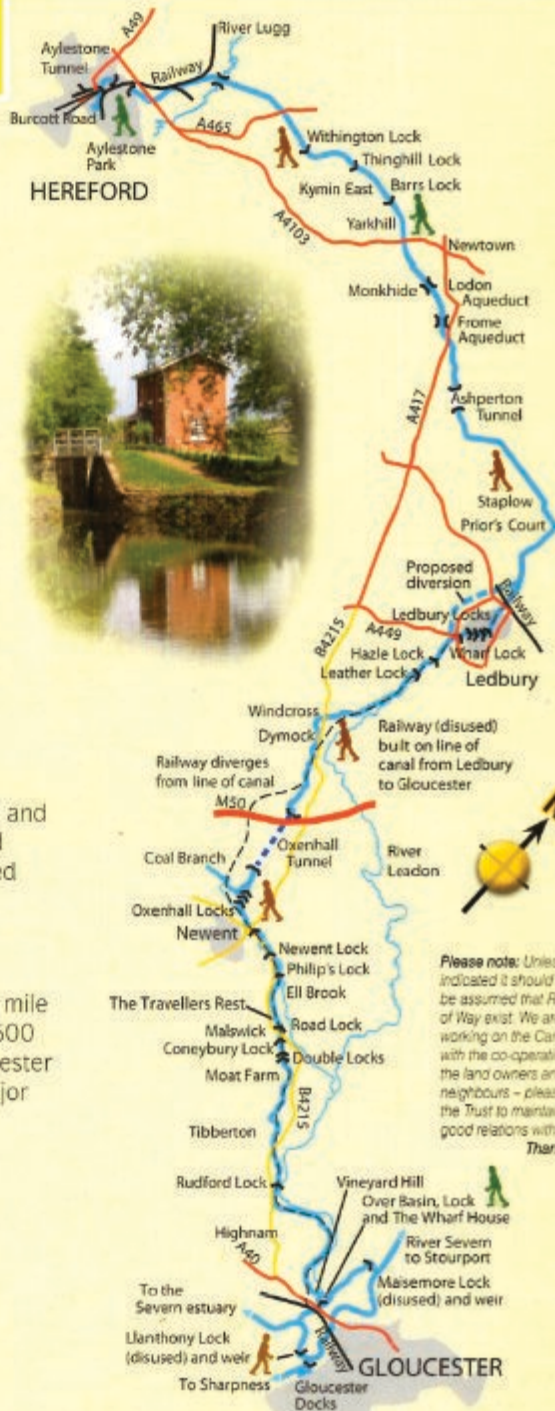 A49
River Lugg
Aylestone
Tunnel
Railway
Burcott Road
A465
Aylestone
Park
Withington Lock
Thinghill Lock
HEREFORD
Kymin East
Barrs Lock
A4103
Yarkhill
Newtown
Monkhide
Lodon
Aqueduct
Frome
Aqueduct
A417
Ashperton
Tunnel
Staplow
Prior's Court
Proposed
diversion
Railway
Ledbury Locks
B4215
A449
Hazle Lock
Wharf Lock
Leather Lock
Ledbury
Windcross
Dymock
Railway (disused)
built on line of
canal from Ledbury
to Gloucester
Railway diverges
from line of canal
M50
and
Oxenhall
Tunnel
River
Leadon
Coal Branch
Oxenhall Locks
Newent
Newent Lock
Philip's Lock
Ell Brook
mile
The Travellers Rest
Road Lock
Malswick
Coneybury Lock
Double Locks
Moat Farm
B4215
Please note:
indicated it should
be assumed that
of Way exist. We are
working on the
with the
the land owners
neighbours – 
the Trust to maintain
good relations
Tibberton
Rudford Lock
Vineyard Hill
Over Basin, Lock
and The Wharf House
Highnam
A40
River Severn
to Stourport
Maisemore Lock
(disused) and weir
To the
Severn estuary
Llanthony Lock
(disused) and weir
Railway
GLOUCESTER
To Sharpness
Gloucester
Docks